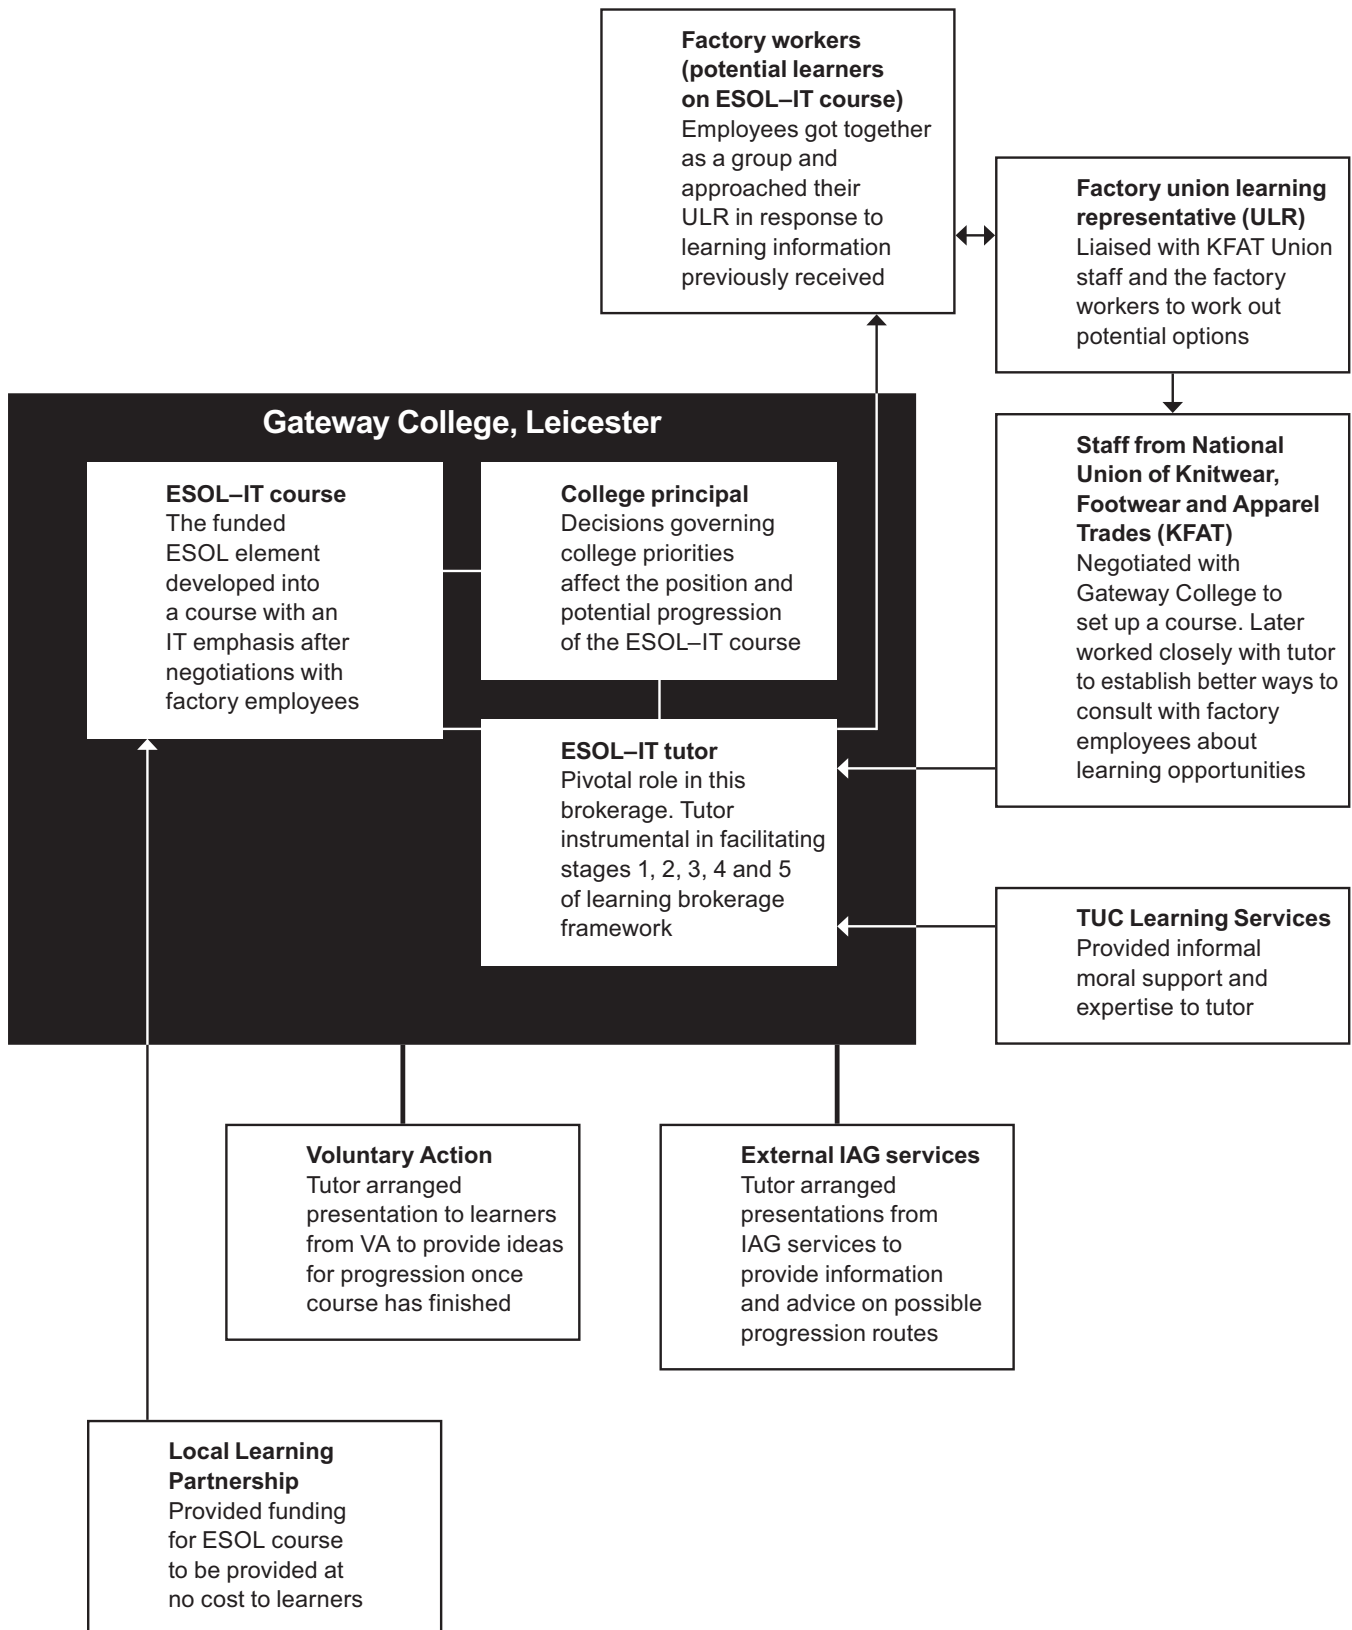 Factory workers
(potential learners
on ESOL–IT course)
Employees got together
as a group and
approached their
ULR in response to
learning information
previously received
Factory union learning
representative (ULR)
Liaised with KFAT Union
staff and the factory
workers to work out
potential options
Gateway College, Leicester
ESOL–IT course
The funded
ESOL element
developed into
a course with an
IT emphasis after
negotiations with
factory employees
College principal
Decisions governing
college priorities
affect the position and
potential progression
of the ESOL–IT course
Staff from National
Union of Knitwear,
Footwear and Apparel
Trades (KFAT)
Negotiated with
Gateway College to
set up a course. Later
worked closely with tutor
to establish better ways to
consult with factory
employees about
learning opportunities
ESOL–IT tutor
Pivotal role in this
brokerage. Tutor
instrumental in facilitating
stages 1, 2, 3, 4 and 5
of learning brokerage
framework
TUC Learning Services
Provided informal
moral support and
expertise to tutor
Voluntary Action
Tutor arranged
presentation to learners
from VA to provide ideas
for progression once
course has finished
External IAG services
Tutor arranged
presentations from
IAG services to
provide information
and advice on possible
progression routes
Local Learning
Partnership
Provided funding
for ESOL course
to be provided at
no cost to learners